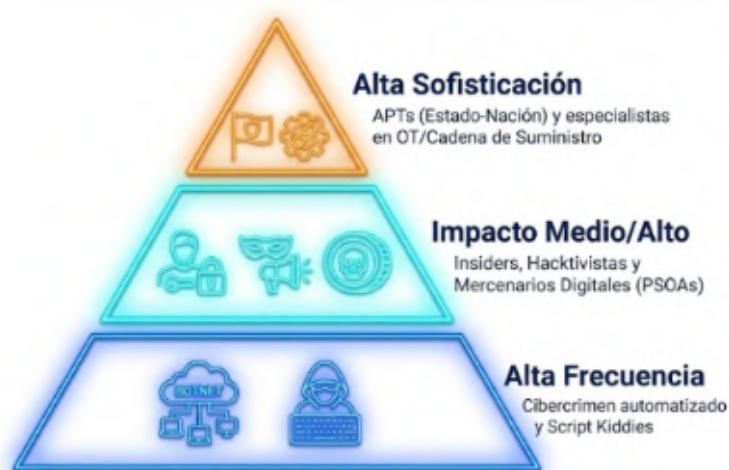 Alta Sofisticación
APTs (Estado-Nación) y especialistas
en OT/Cadena de Suministro
Impacto Medio/Alto
Insiders, Hacktivistas y
Mercenarios Digitales (PSOAs)
BOTNET
Alta Frecuencia
Cibercrimen automatizado
y Script Kiddies